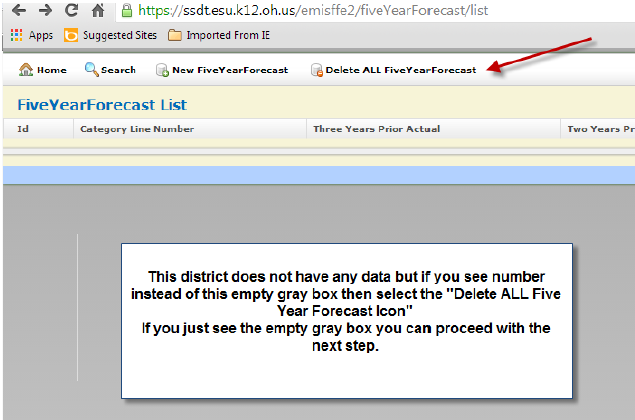 https://ssdt.esu.k12.oh.us/emisffe2/fiveYearForecast/list
Apps Suggested Sites Imported From IE
Home Search New FiveYearForecast Delete ALL FiveYearForecast
FiveYearForecast List
Id Category Line Number Three Years Prior Actual Two Years Pr
This district does not have any data but if you see number
instead of this empty gray box then select the "Delete ALL Five
Year Forecast Icon"
If you just see the empty gray box you can proceed with the
next step.